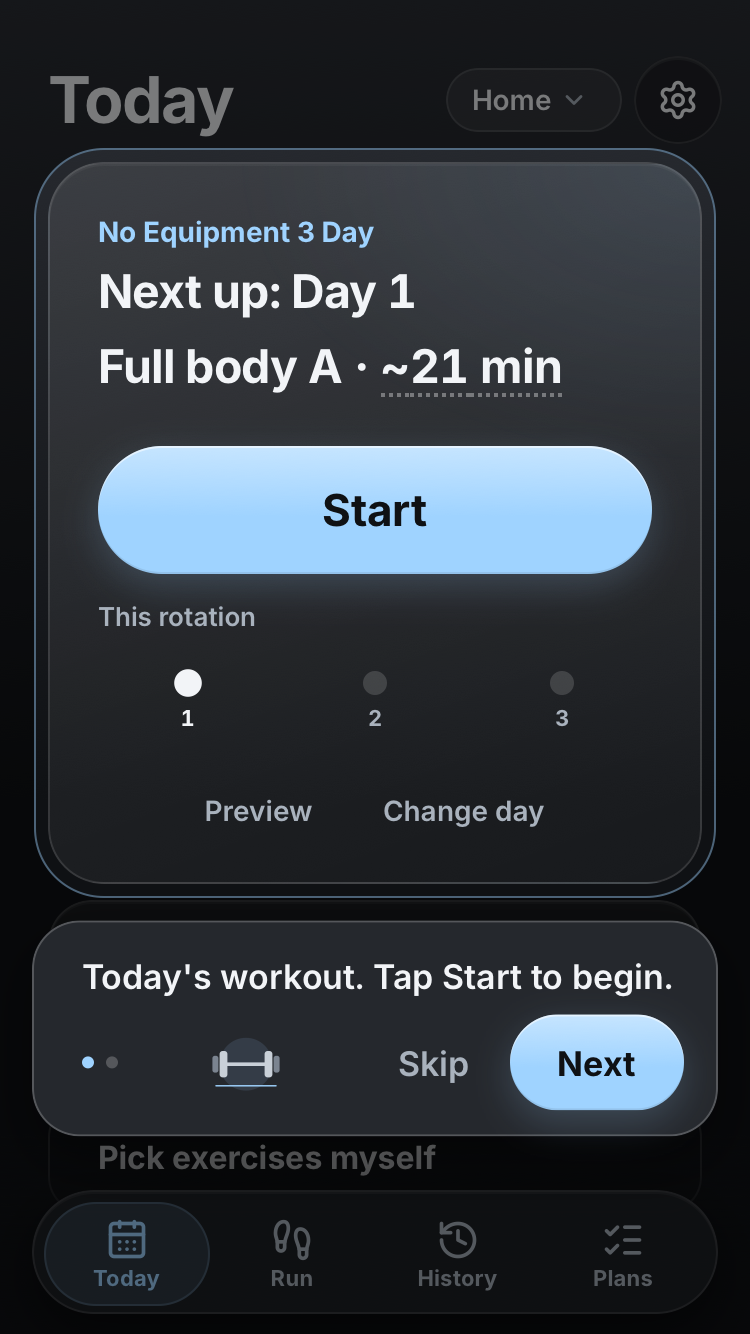 Today
Home
No Equipment 3 Day
Next up: Day 1
Full body A · ~21 min
Start
This rotation
1 2 3
Preview Change day
Today's workout. Tap Start to begin.
Skip Next
Pick exercises myself
Today Run History Plans